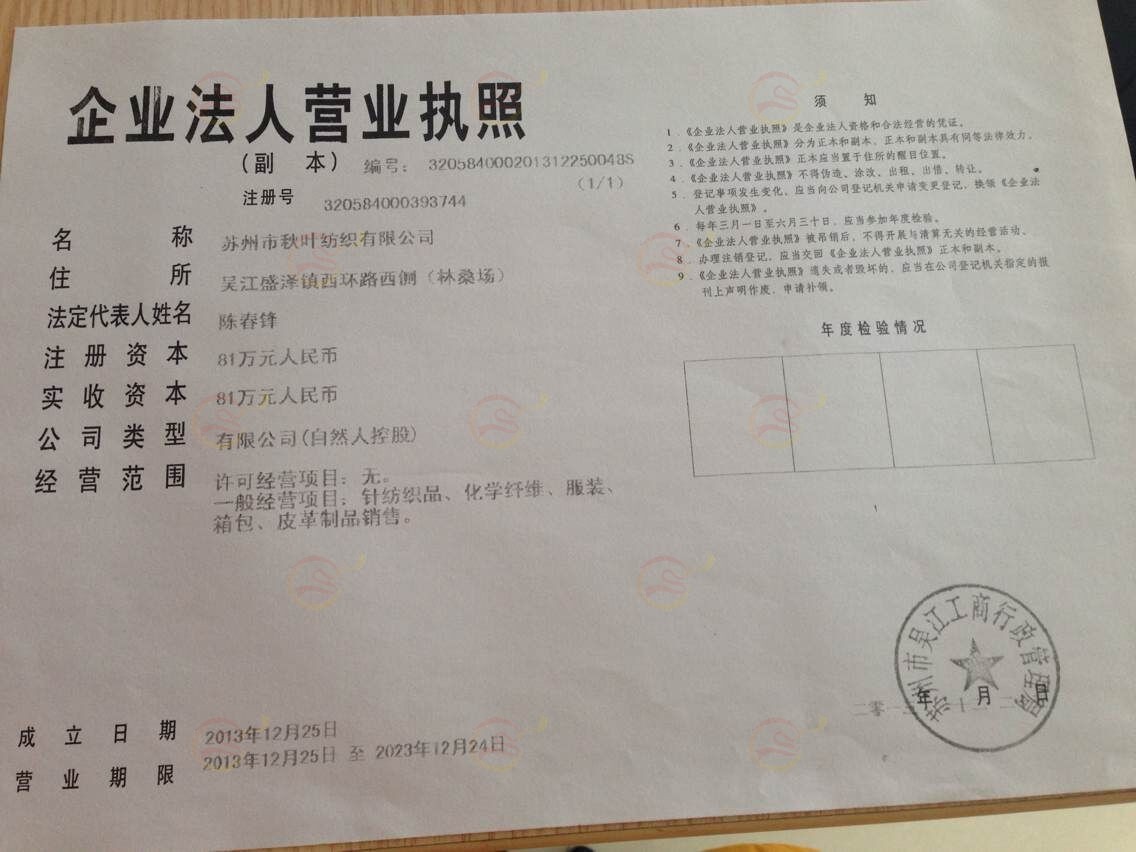 企业法人营业执照
（副 本） 编号: 320584000201312250043S
（1/1）
注册号 320584000393744
名称 苏州市秋叶纺织有限公司
住所 吴江盛泽镇西环路西侧（林桑场）
法定代表人姓名 陈春锋
注册资本 81万元人民币
实收资本 81万元人民币
公司类型 有限公司(自然人控股)
经营范围 许可经营项目：无。
一般经营项目：针纺织品、化学纤维、服装、
箱包、皮革制品销售。
成立日期 2013年12月25日
营业期限 2013年12月25日 至 2023年12月24日
须 知
1．《企业法人营业执照》是企业法人资格和合法经营的凭证。
2．《企业法人营业执照》分为正本和副本，正本和副本具有同等法律效力。
3．《企业法人营业执照》正本应当置于住所的醒目位置。
4．《企业法人营业执照》不得伪造、涂改、出租、出借、转让。
5．登记事项发生变化，应当向公司登记机关申请变更登记，换领《企业法
人营业执照》。
6．每年三月一日至六月三十日，应当参加年度检验。
7．《企业法人营业执照》被吊销后，不得开展与清算无关的经营活动。
8．办理注销登记，应当交回《企业法人营业执照》正本和副本。
9．《企业法人营业执照》遗失或者毁坏的，应当在公司登记机关指定的报
刊上声明作废，申请补领。
年度检验情况
苏州市吴江工商行政管理局
年 月 日